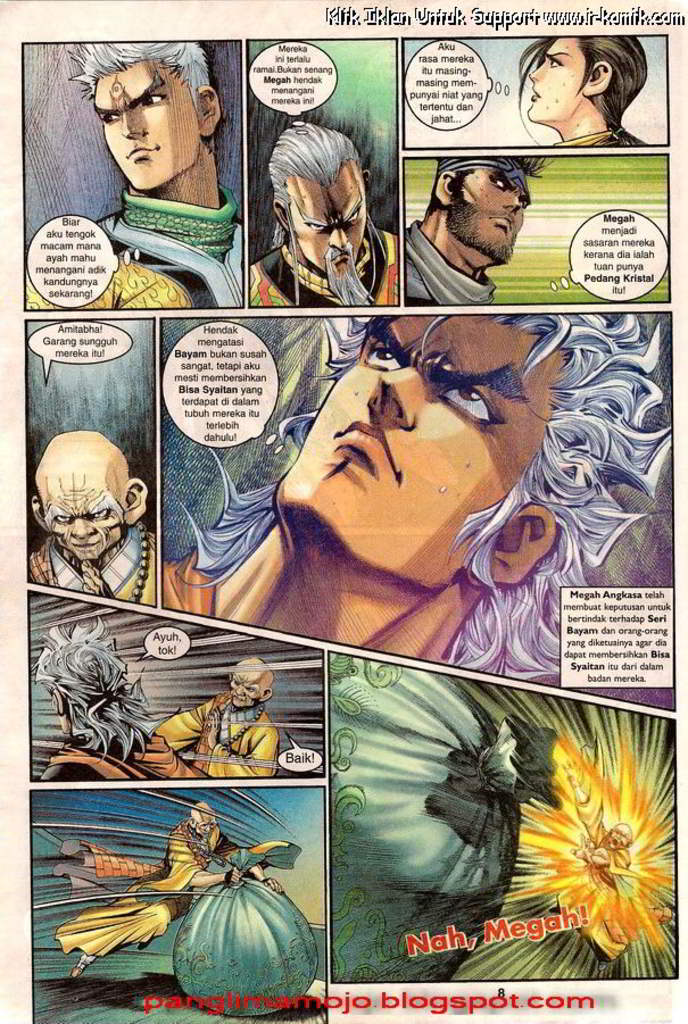 Klik Iklan Untuk Support www.ir-komik.com
Biar
aku tengok
macam mana
ayah mahu
menangani adik
kandungnya
sekarang!
Mereka
ini terlalu
ramai.Bukan senang
Megah hendak
menangani
mereka ini!
Aku
rasa mereka
itu masing-
masing mem-
punyai niat yang
tertentu dan
jahat...
Megah
menjadi
sasaran mereka
kerana dia ialah
tuan punya
Pedang Kristal
itu!
Amitabha!
Garang sungguh
mereka itu!
Hendak
mengatasi
Bayam bukan susah
sangat, tetapi aku
mesti membersihkan
Bisa Syaitan yang
terdapat di dalam
tubuh mereka itu
terlebih
dahulu!
Megah Angkasa telah
membuat keputusan untuk
bertindak terhadap Seri
Bayam dan orang-orang
yang diketuainya agar dia
dapat membersihkan Bisa
Syaitan itu dari dalam
badan mereka.
Ayuh,
tok!
Baik!
Nah, Megah!
8
panglimamojo.blogspot.com